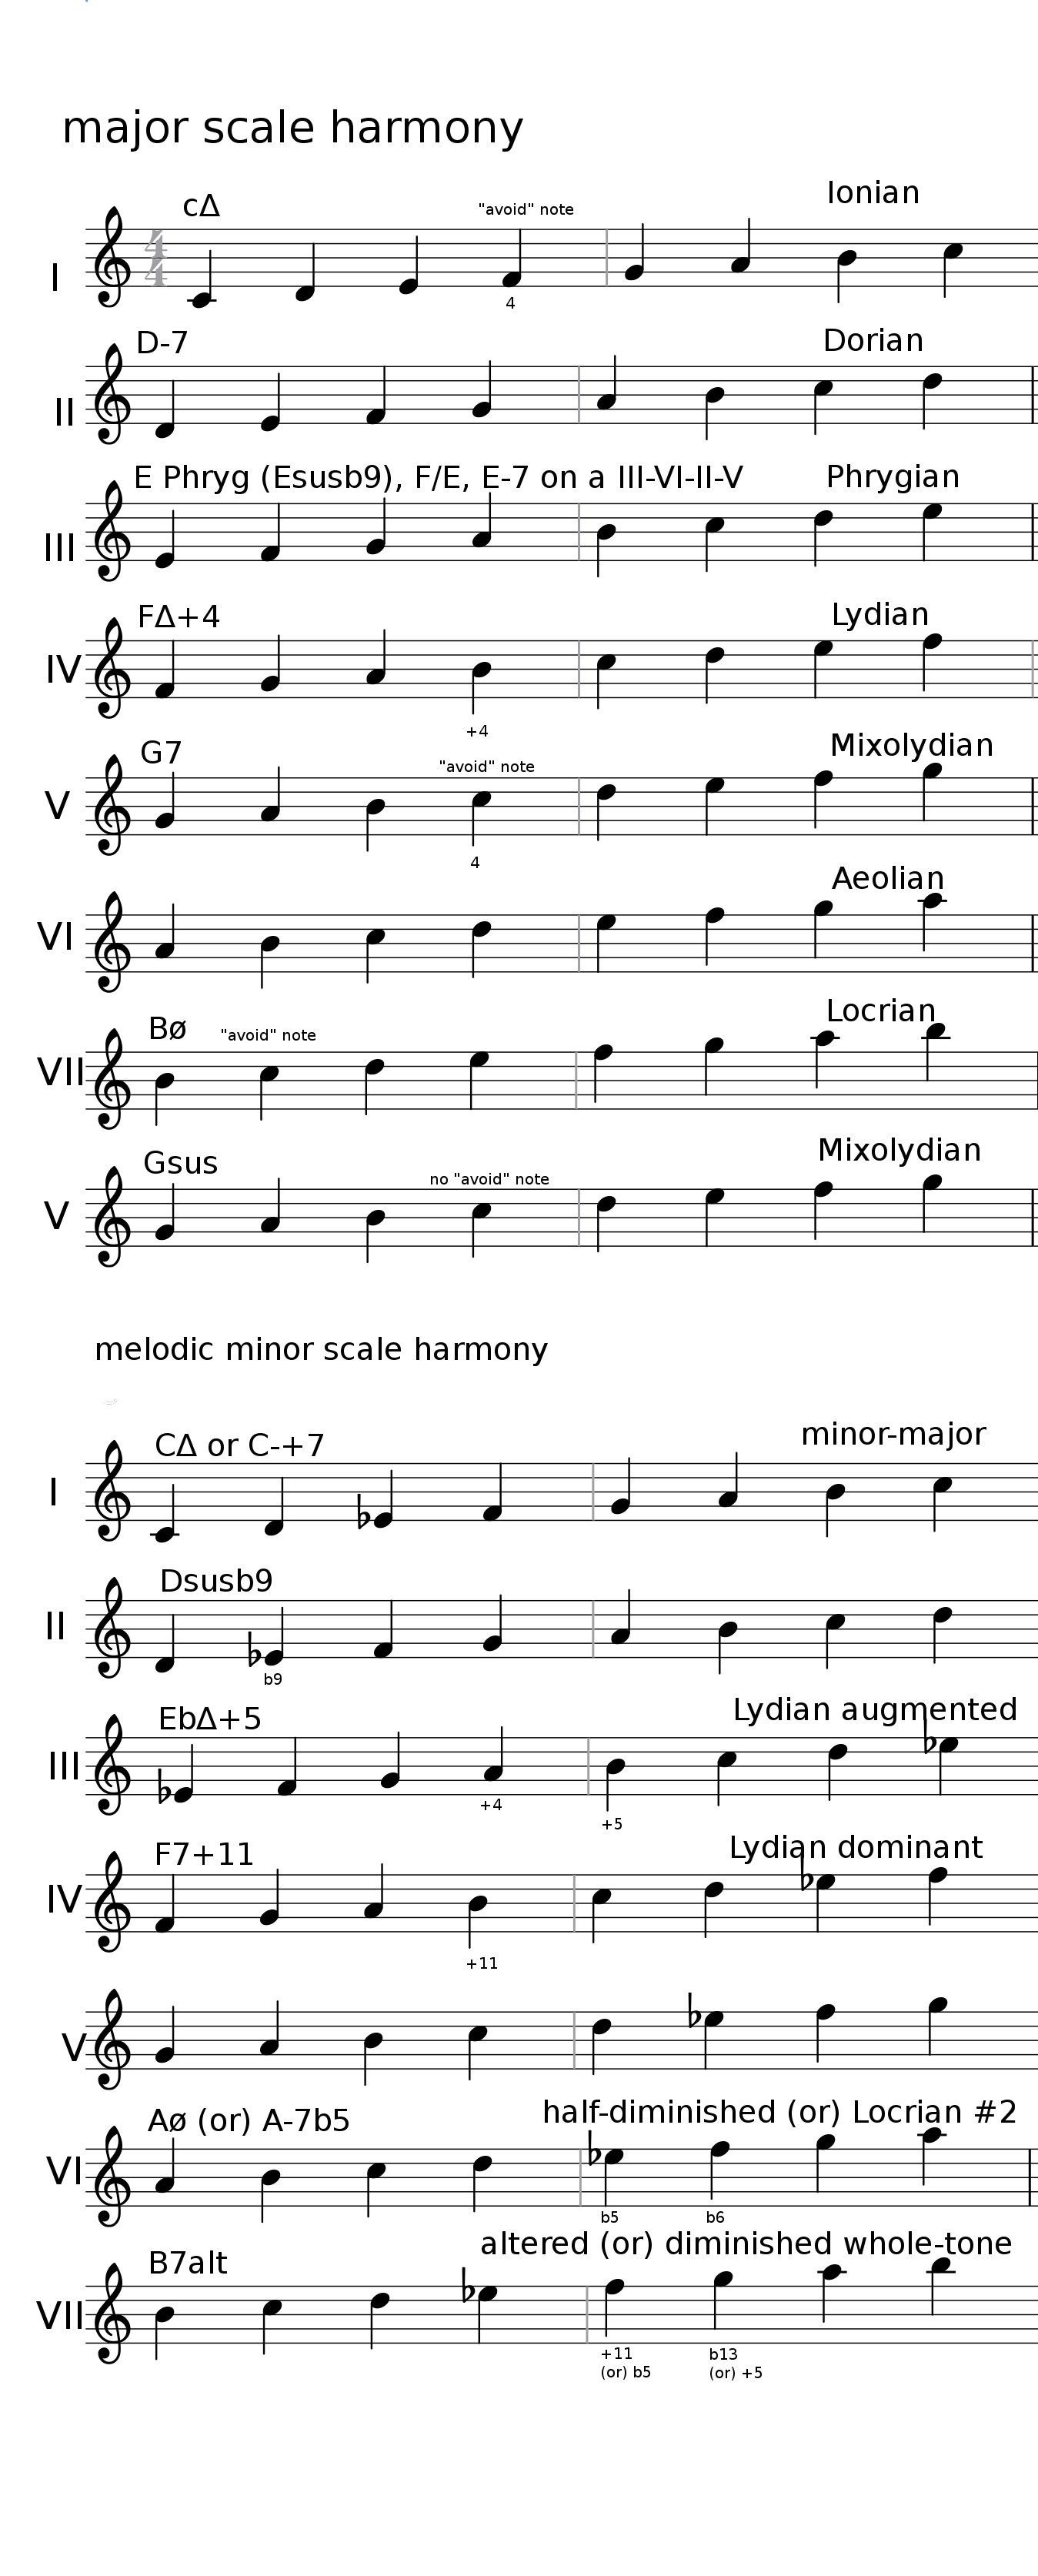 major scale harmony
cΔ "avoid" note Ionian
I 4
4
4
D-7 Dorian
II
E Phryg (Esusb9), F/E, E-7 on a III-VI-II-V Phrygian
III
FΔ+4 Lydian
IV
+4
G7 "avoid" note Mixolydian
V
4
Aeolian
VI
Bø "avoid" note Locrian
VII
Gsus no "avoid" note Mixolydian
V
melodic minor scale harmony
CΔ or C-+7 minor-major
I
Dsusb9
II
b9
EbΔ+5 Lydian augmented
III
+4
+5
F7+11 Lydian dominant
IV
+11
V
Aø (or) A-7b5 half-diminished (or) Locrian #2
VI
b5 b6
B7alt altered (or) diminished whole-tone
VII
+11 b13
(or) b5 (or) +5